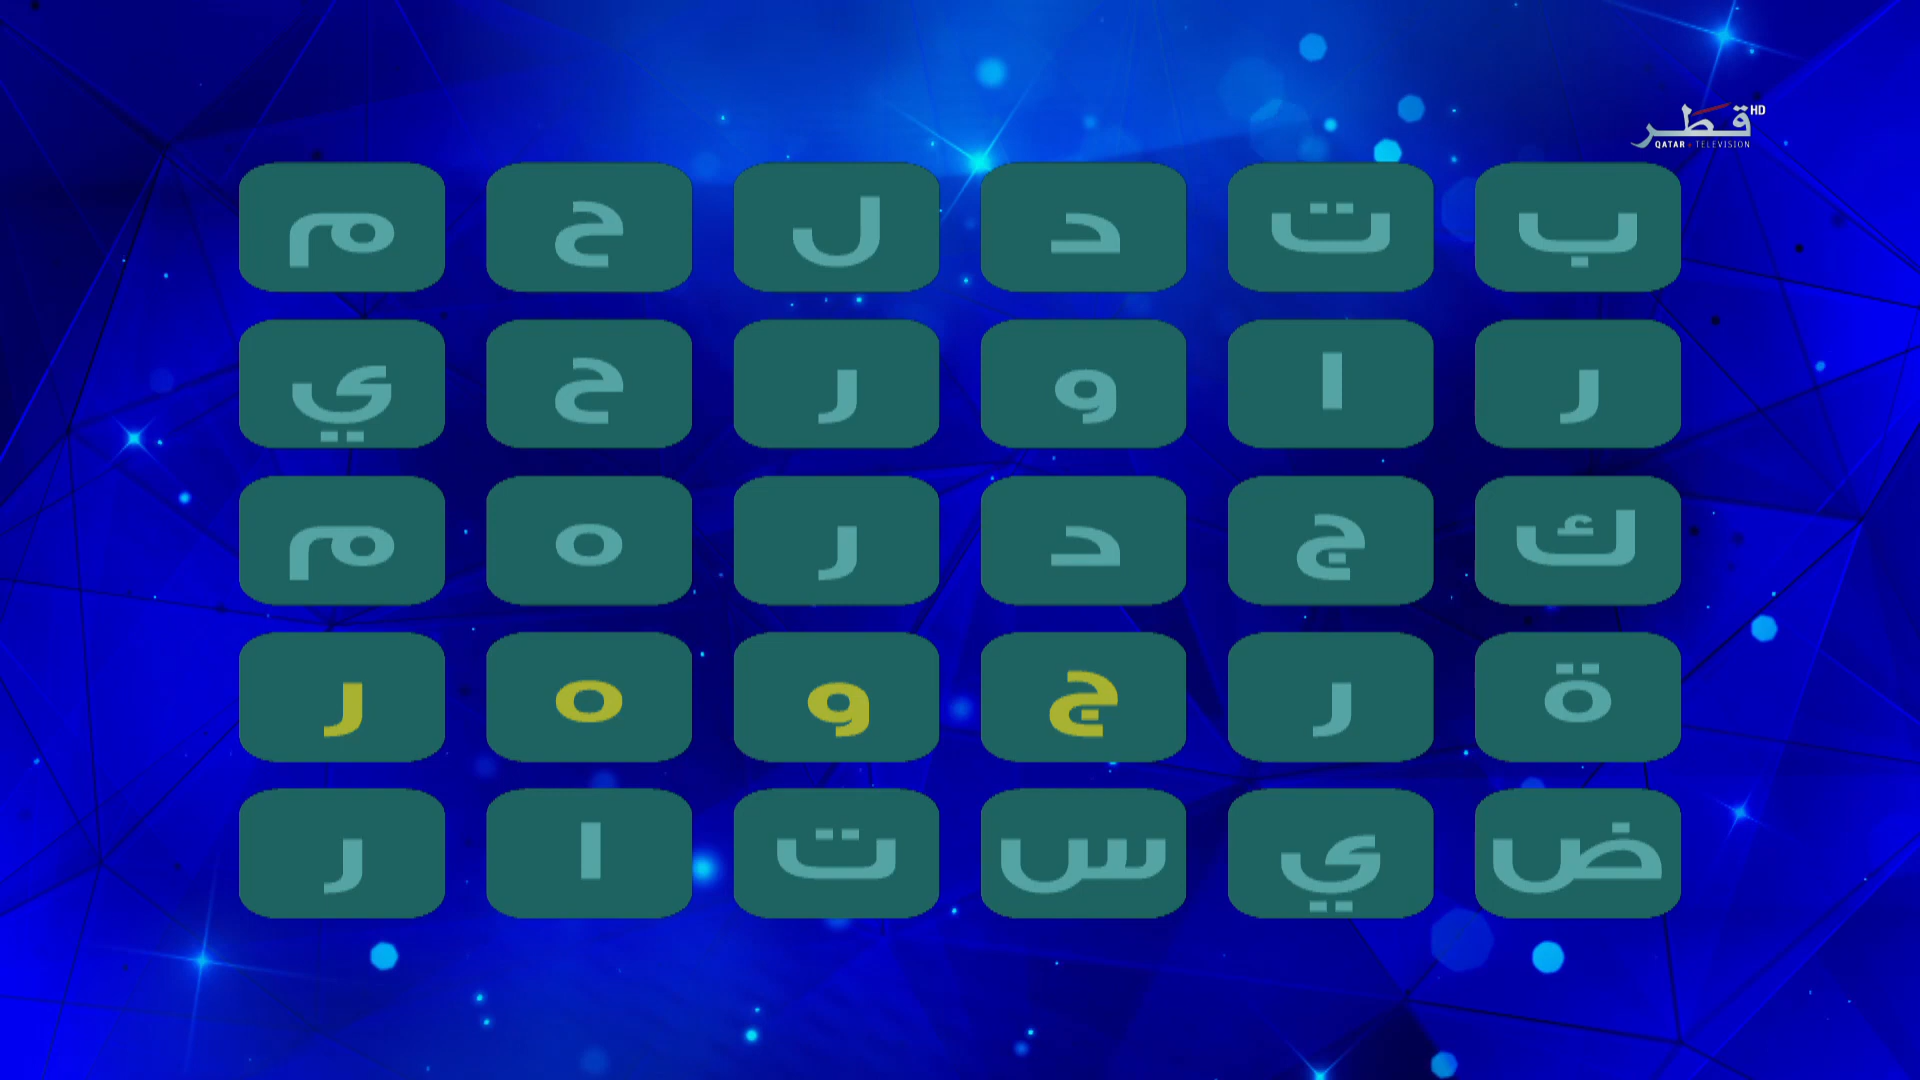 قطر HD
QATAR TELEVISION
ب ت د ل ح م
ر ا و ر ح ي
ك ج د ر ه م
ة ر ج و ه ر
ض ي س ت ا ر